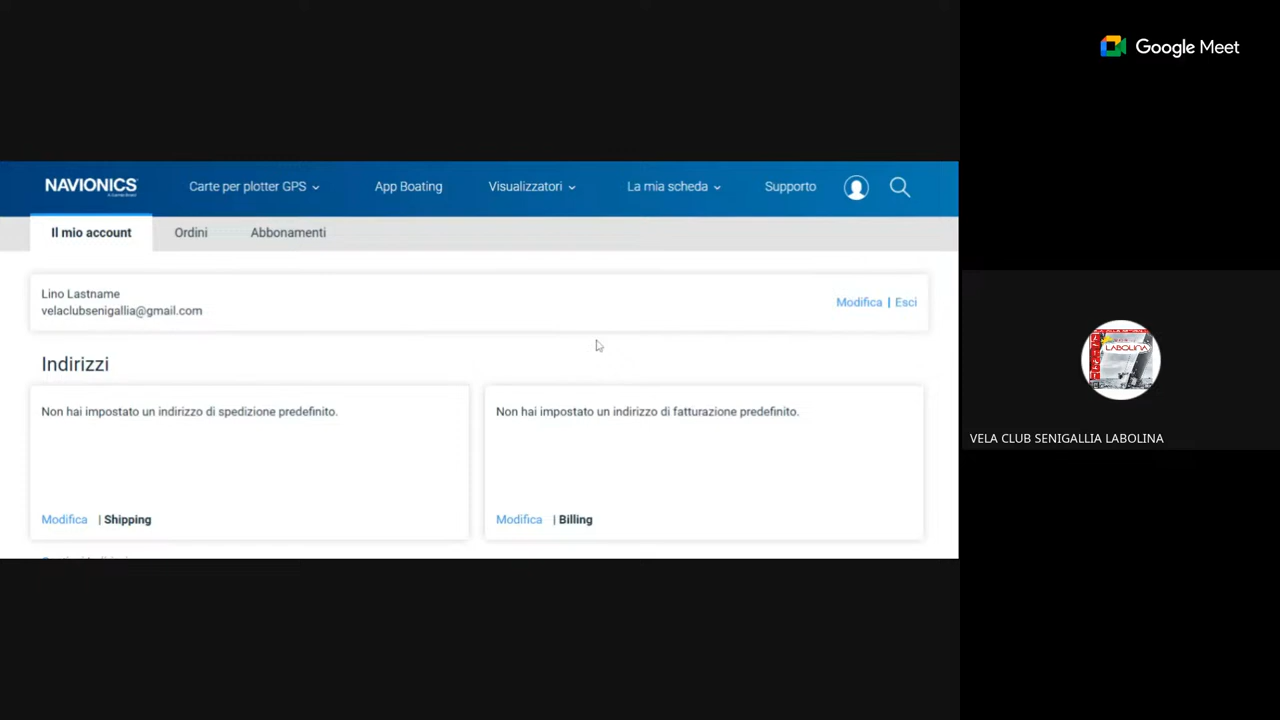 Google Meet
NAVIONICS
Carte per plotter GPS
App Boating
Visualizzatori
La mia scheda
Supporto
Il mio account
Ordini
Abbonamenti
Lino Lastname
velaclubsenigallia@gmail.com
Modifica | Esci
Indirizzi
Non hai impostato un indirizzo di spedizione predefinito.
Modifica | Shipping
Non hai impostato un indirizzo di fatturazione predefinito.
Modifica | Billing
LABOLINA
VELA CLUB SENIGALLIA LABOLINA